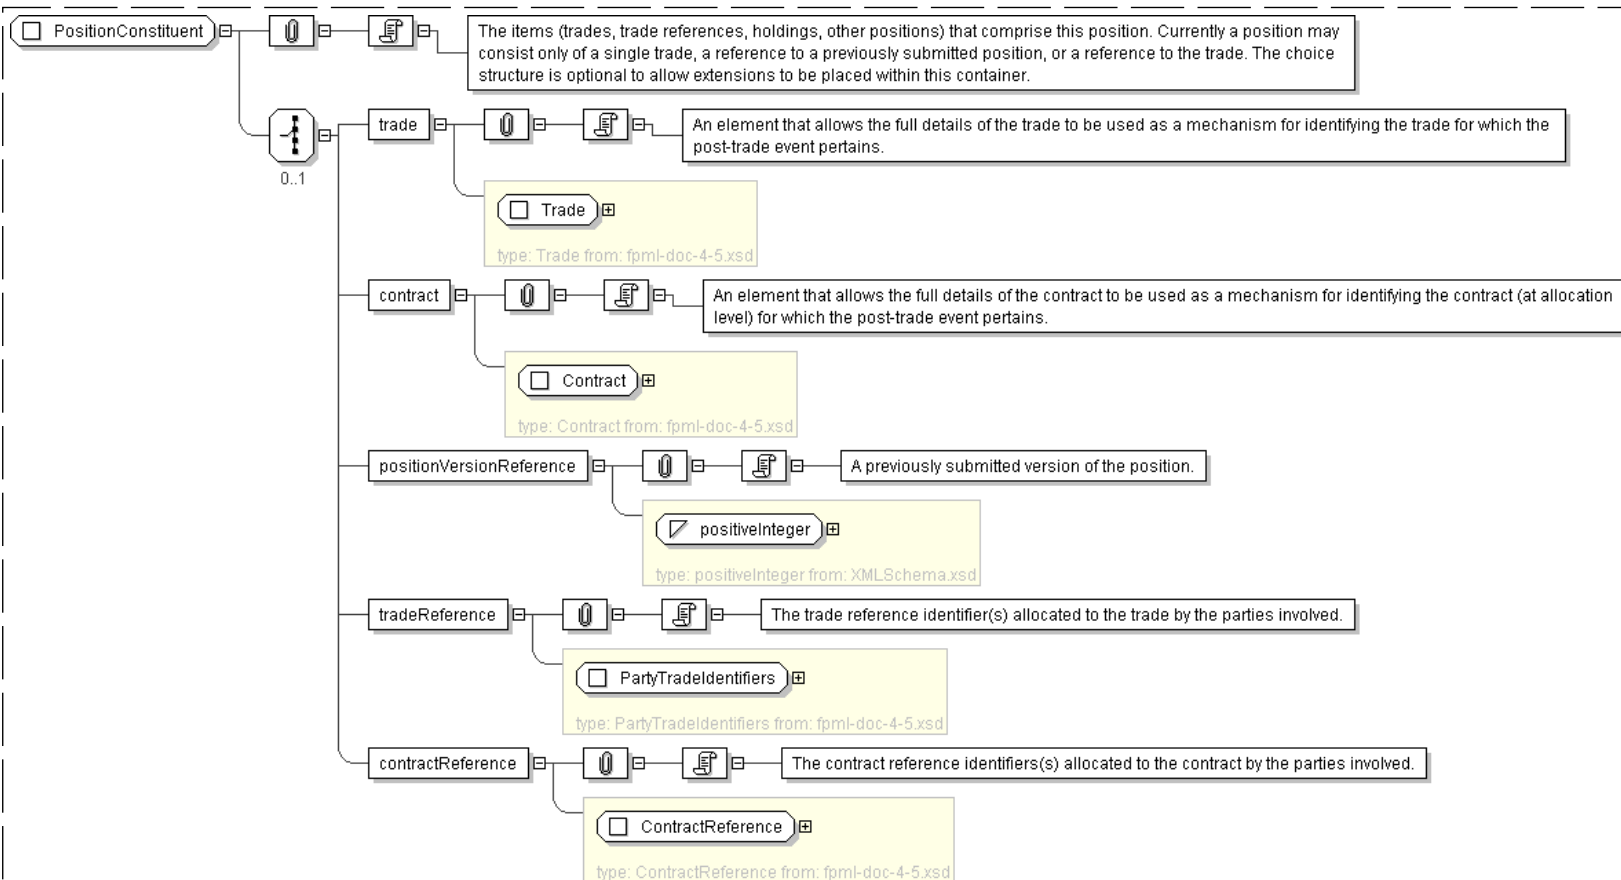 PositionConstituent
The items (trades, trade references, holdings, other positions) that comprise this position. Currently a position may
consist only of a single trade, a reference to a previously submitted position, or a reference to the trade. The choice
structure is optional to allow extensions to be placed within this container.
0..1
trade
An element that allows the full details of the trade to be used as a mechanism for identifying the trade for which the
post-trade event pertains.
Trade
type: Trade from: fpml-doc-4-5.xsd
contract
An element that allows the full details of the contract to be used as a mechanism for identifying the contract (at allocation
level) for which the post-trade event pertains.
Contract
type: Contract from: fpml-doc-4-5.xsd
positionVersionReference
A previously submitted version of the position.
positiveInteger
type: positiveInteger from: XMLSchema.xsd
tradeReference
The trade reference identifier(s) allocated to the trade by the parties involved.
PartyTradeIdentifiers
type: PartyTradeIdentifiers from: fpml-doc-4-5.xsd
contractReference
The contract reference identifiers(s) allocated to the contract by the parties involved.
ContractReference
type: ContractReference from: fpml-doc-4-5.xsd